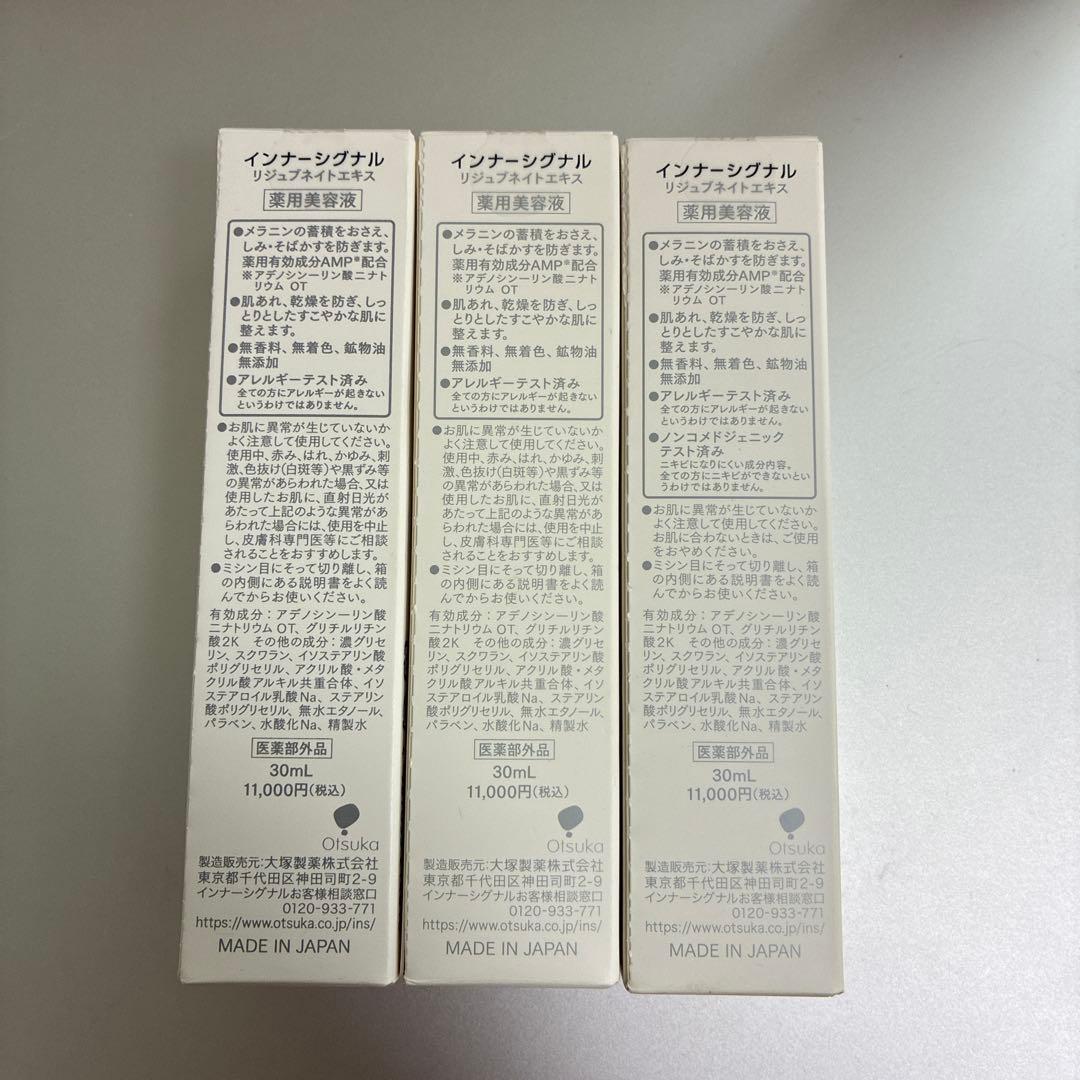 インナーシグナル
リジュブネイトエキス
薬用美容液
●メラニンの蓄積をおさえ、
しみ・そばかすを防ぎます。
薬用有効成分AMP※配合
※アデノシン一リン酸二ナト
リウム OT
●肌あれ、乾燥を防ぎ、しっ
とりとしたすこやかな肌に
整えます。
●無香料、無着色、鉱物油
無添加
●アレルギーテスト済み
全ての方にアレルギーが起きない
というわけではありません。
●お肌に異常が生じていないか
よく注意して使用してください。
使用中、赤み、はれ、かゆみ、刺
激、色抜け(白斑等)や黒ずみ等
の異常があらわれた場合、又は
使用したお肌に、直射日光が
あたって上記のような異常があ
らわれた場合には、使用を中止
し、皮膚科専門医等にご相談
されることをおすすめします。
●ミシン目にそって切り離し、箱
の内側にある説明書をよく読
んでからお使いください。
有効成分：アデノシン一リン酸
二ナトリウム OT、グリチルリチン
酸2K その他の成分：濃グリセ
リン、スクワラン、イソステアリン酸
ポリグリセリル、アクリル酸・メタ
クリル酸アルキル共重合体、イソ
ステアロイル乳酸Na、ステアリン
酸ポリグリセリル、無水エタノール、
パラベン、水酸化Na、精製水
医薬部外品
30mL
11,000円(税込)
Otsuka
製造販売元:大塚製薬株式会社
東京都千代田区神田司町2-9
インナーシグナルお客様相談窓口
0120-933-771
https://www.otsuka.co.jp/ins/
MADE IN JAPAN
インナーシグナル
リジュブネイトエキス
薬用美容液
●メラニンの蓄積をおさえ、
しみ・そばかすを防ぎます。
薬用有効成分AMP※配合
※アデノシン一リン酸二ナト
リウム OT
●肌あれ、乾燥を防ぎ、しっ
とりとしたすこやかな肌に
整えます。
●無香料、無着色、鉱物油
無添加
●アレルギーテスト済み
全ての方にアレルギーが起きない
というわけではありません。
●お肌に異常が生じていないか
よく注意して使用してください。
使用中、赤み、はれ、かゆみ、刺
激、色抜け(白斑等)や黒ずみ等
の異常があらわれた場合、又は
使用したお肌に、直射日光が
あたって上記のような異常があ
らわれた場合には、使用を中
止し、皮膚科専門医等にご相談
されることをおすすめします。
●ミシン目にそって切り離し、箱
の内側にある説明書をよく読
んでからお使いください。
有効成分：アデノシン一リン酸
二ナトリウム OT、グリチルリチン
酸2K その他の成分：濃グリセ
リン、スクワラン、イソステアリン酸
ポリグリセリル、アクリル酸・メタ
クリル酸アルキル共重合体、イソ
ステアロイル乳酸Na、ステアリン
酸ポリグリセリル、無水エタノール、
パラベン、水酸化Na、精製水
医薬部外品
30mL
11,000円(税込)
Otsuka
製造販売元:大塚製薬株式会社
東京都千代田区神田司町2-9
インナーシグナルお客様相談窓口
0120-933-771
https://www.otsuka.co.jp/ins/
MADE IN JAPAN
インナーシグナル
リジュブネイトエキス
薬用美容液
●メラニンの蓄積をおさえ、
しみ・そばかすを防ぎます。
薬用有効成分AMP※配合
※アデノシン一リン酸二ナト
リウム OT
●肌あれ、乾燥を防ぎ、しっ
とりとしたすこやかな肌に
整えます。
●無香料、無着色、鉱物油
無添加
●アレルギーテスト済み
全ての方にアレルギーが起きない
というわけではありません。
●ノンコメドジェニック
テスト済み
ニキビになりにくい成分内容。
全ての方にニキビができないとい
うわけではありません。
●お肌に異常が生じていないか
よく注意して使用してください。
お肌に合わないときは、ご使用
をおやめください。
●ミシン目にそって切り離し、箱
の内側にある説明書をよく読
んでからお使いください。
有効成分：アデノシン一リン酸
二ナトリウム OT、グリチルリチン
酸2K その他の成分：濃グリセ
リン、スクワラン、イソステアリン酸
ポリグリセリル、アクリル酸・メタ
クリル酸アルキル共重合体、イソ
ステアロイル乳酸Na、ステアリン
酸ポリグリセリル、無水エタノール、
パラベン、水酸化Na、精製水
医薬部外品
30mL
11,000円(税込)
Otsuka
製造販売元:大塚製薬株式会社
東京都千代田区神田司町2-9
インナーシグナルお客様相談窓口
0120-933-771
https://www.otsuka.co.jp/ins/
MADE IN JAPAN